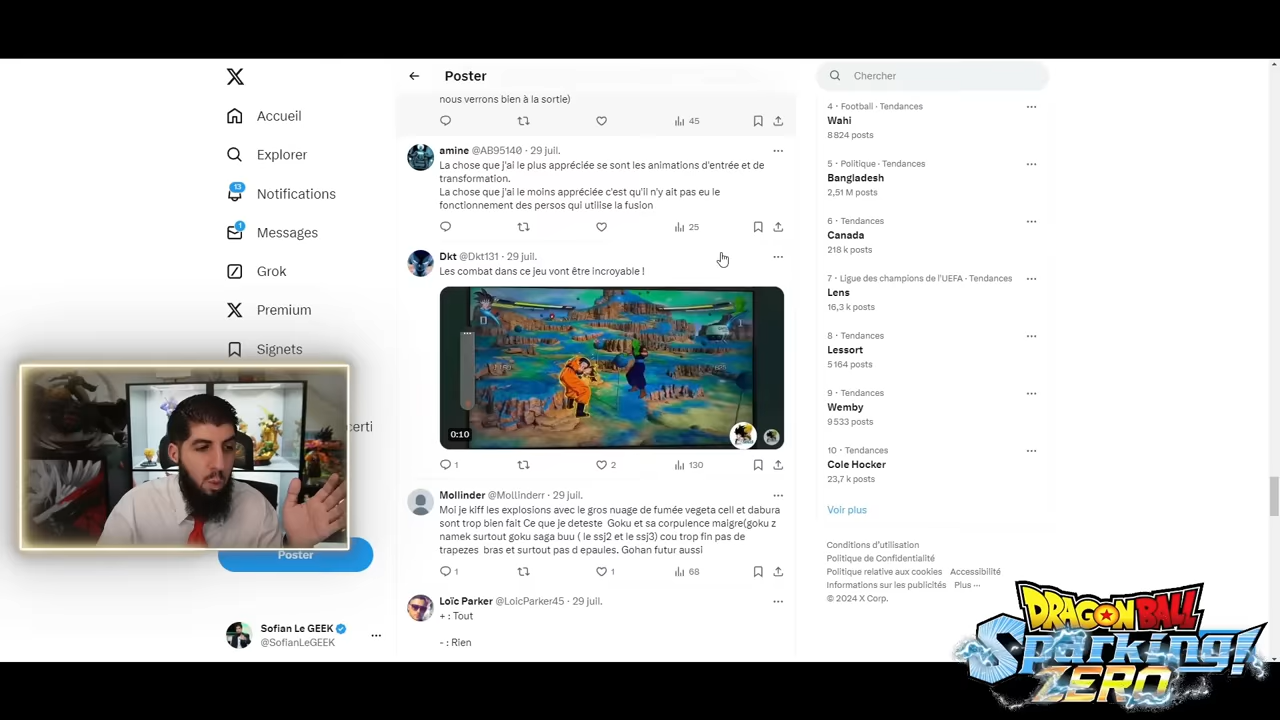 Accueil
Explorer
13
Notifications
1
Messages
Grok
Premium
Signets
certi
Poster
Sofian Le GEEK
@SofianLeGEEK
Poster
nous verrons bien à la sortie)
45
amine @AB95140 · 29 juil.
La chose que j'ai le plus appréciée se sont les animations d'entrée et de
transformation.
La chose que j'ai le moins appréciée c'est qu'il n'y ait pas eu le
fonctionnement des persos qui utilise la fusion
25
Dkt @Dkt131 · 29 juil.
Les combat dans ce jeu vont être incroyable !
0:10
1
2
130
Mollinder @Mollinderr · 29 juil.
Moi je kiff les explosions avec le gros nuage de fumée vegeta cell et dabura
sont trop bien fait Ce que je deteste Goku et sa corpulence maigre(goku z
namek surtout goku saga buu ( le ssj2 et le ssj3) cou trop fin pas de
trapezes bras et surtout pas d epaules. Gohan futur aussi
1
1
68
Loïc Parker @LoicParker45 · 29 juil.
+ : Tout
- : Rien
Chercher
4 · Football · Tendances
Wahi
8 824 posts
5 · Politique · Tendances
Bangladesh
2,51 M posts
6 · Tendances
Canada
218 k posts
7 · Ligue des champions de l'UEFA · Tendances
Lens
16,3 k posts
8 · Tendances
Lessort
5 164 posts
9 · Tendances
Wemby
9 533 posts
10 · Tendances
Cole Hocker
23,7 k posts
Voir plus
Conditions d'utilisation
Politique de Confidentialité
Politique relative aux cookies Accessibilité
Informations sur les publicités Plus ···
© 2024 X Corp.
DRAGON BALL
Sparking!
ZERO